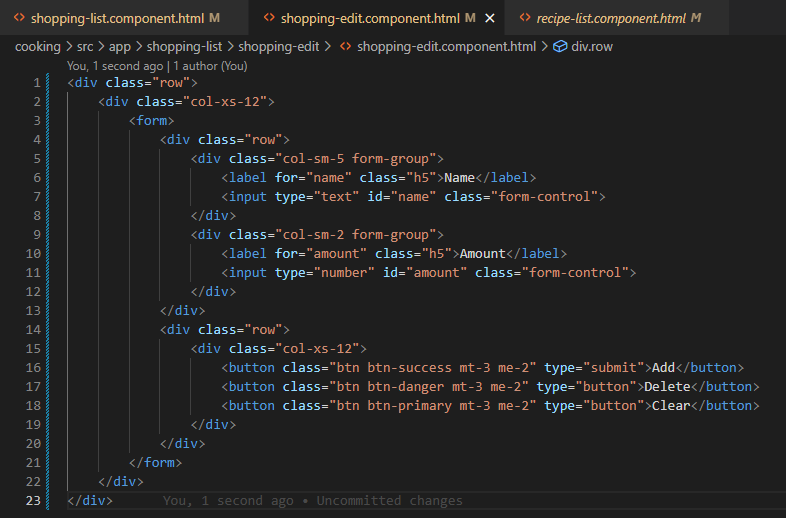 shopping-list.component.html M shopping-edit.component.html M recipe-list.component.html M
cooking > src > app > shopping-list > shopping-edit > shopping-edit.component.html > div.row
You, 1 second ago | 1 author (You)
1 <div class="row">
2 <div class="col-xs-12">
3 <form>
4 <div class="row">
5 <div class="col-sm-5 form-group">
6 <label for="name" class="h5">Name</label>
7 <input type="text" id="name" class="form-control">
8 </div>
9 <div class="col-sm-2 form-group">
10 <label for="amount" class="h5">Amount</label>
11 <input type="number" id="amount" class="form-control">
12 </div>
13 </div>
14 <div class="row">
15 <div class="col-xs-12">
16 <button class="btn btn-success mt-3 me-2" type="submit">Add</button>
17 <button class="btn btn-danger mt-3 me-2" type="button">Delete</button>
18 <button class="btn btn-primary mt-3 me-2" type="button">Clear</button>
19 </div>
20 </div>
21 </form>
22 </div>
23 </div> You, 1 second ago • Uncommitted changes